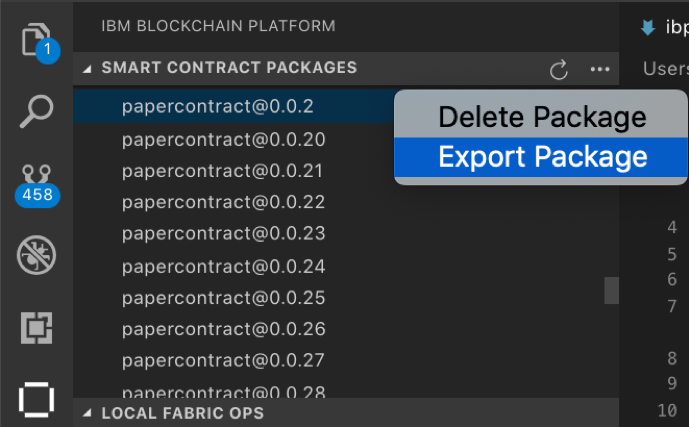 IBM BLOCKCHAIN PLATFORM
ibp
1
SMART CONTRACT PACKAGES
Users
papercontract@0.0.2
Delete Package
Export Package
papercontract@0.0.20
papercontract@0.0.21
458
papercontract@0.0.22
papercontract@0.0.23
4
papercontract@0.0.24
5
6
papercontract@0.0.25
7
papercontract@0.0.26
papercontract@0.0.27
8
papercontract@0.0.28
9
LOCAL FABRIC OPS
10